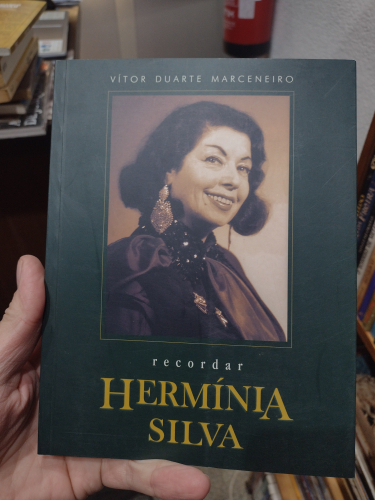 VÍTOR DUARTE MARCENEIRO
recordar
HERMÍNIA
SILVA